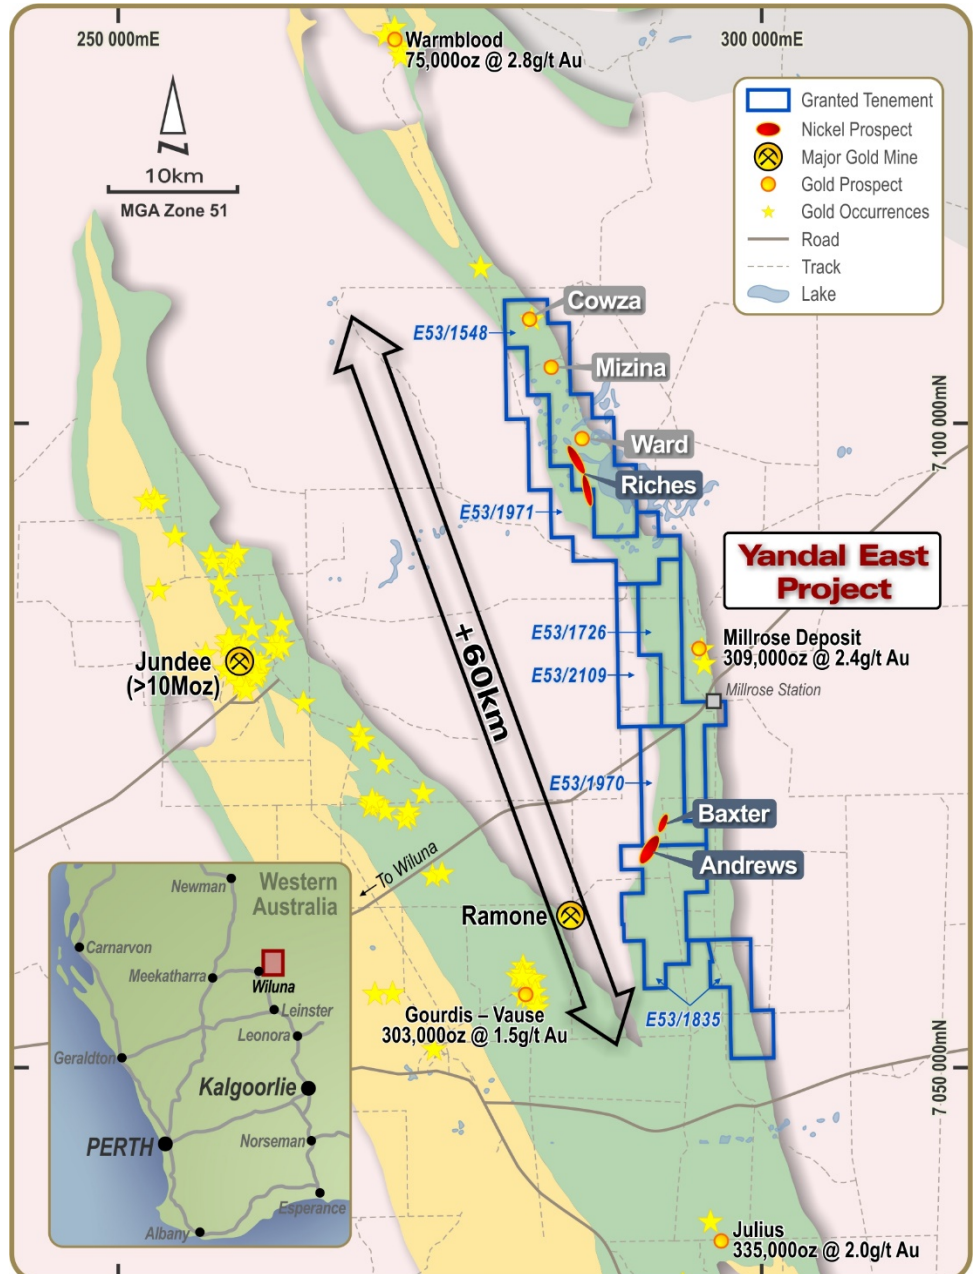 250 000mE
300 000mE
Warmblood
75,000oz @ 2.8g/t Au
N
10km
MGA Zone 51
Granted Tenement
Nickel Prospect
Major Gold Mine
Gold Prospect
Gold Occurrences
Road
Track
Lake
Cowza
E53/1548
Mizina
7 100 000mN
Ward
Riches
E53/1971
Yandal East
Project
E53/1726
Millrose Deposit
309,000oz @ 2.4g/t Au
Jundee
(>10Moz)
+60km
E53/2109
Millrose Station
E53/1970
Baxter
Andrews
To Wiluna
Ramone
Gourdis – Vause
303,000oz @ 1.5g/t Au
E53/1835
7 050 000mN
Julius
335,000oz @ 2.0g/t Au
Western
Australia
Newman
Carnarvon
Meekatharra
Wiluna
Leinster
Leonora
Geraldton
Kalgoorlie
PERTH
Norseman
Esperance
Albany